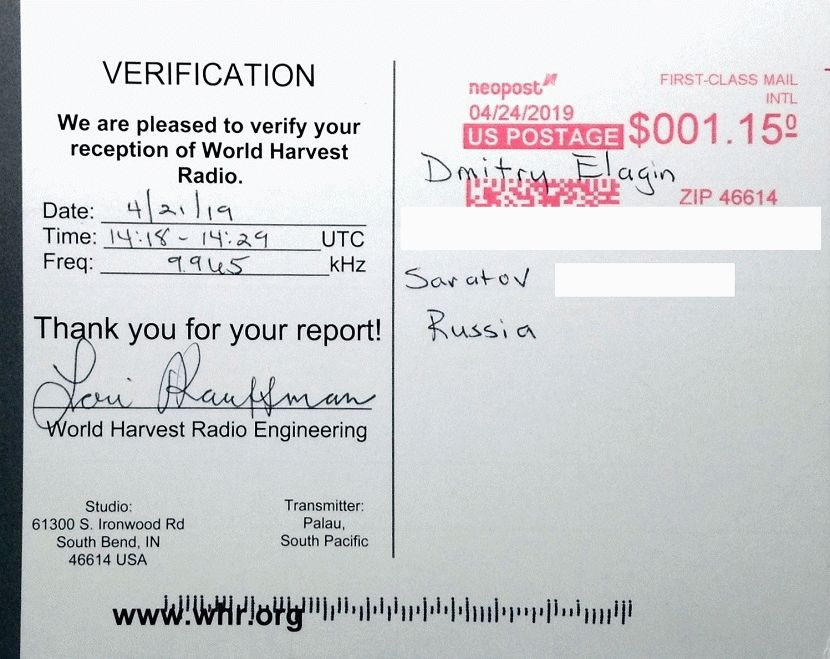 VERIFICATION
We are pleased to verify your
reception of World Harvest
Radio.
Date: 4/21/19
Time: 14:18 - 14:29 UTC
Freq: 9965 kHz
Thank you for your report!
Lori Kauffman
World Harvest Radio Engineering
Studio:
61300 S. Ironwood Rd
South Bend, IN
46614 USA
Transmitter:
Palau,
South Pacific
www.whr.org
neopost
04/24/2019
US POSTAGE
FIRST-CLASS MAIL
INTL
$001.15⁰
ZIP 46614
Dmitry Elagin
Saratov
Russia